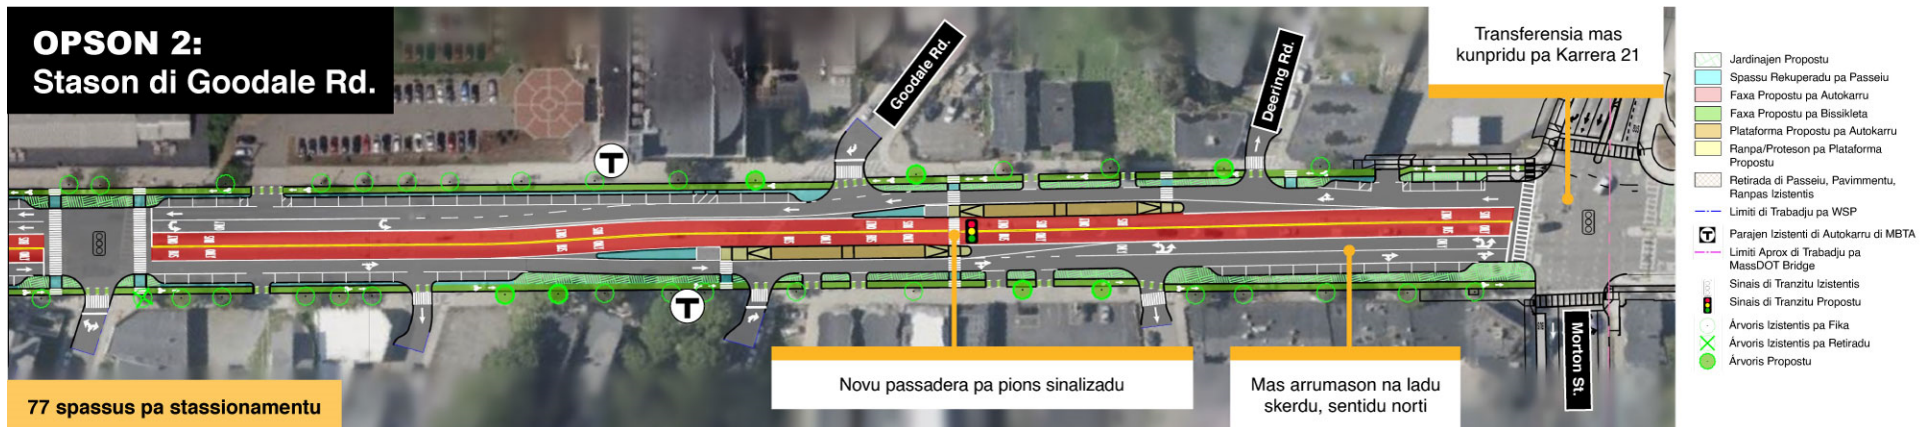 OPSON 2:
Stason di Goodale Rd.
Goodale Rd.
Deering Rd.
Transferensia mas
kunpridu pa Karrera 21
T
T
Morton St.
Novu passadera pa pions sinalizadu
Mas arrumason na ladu
skerdu, sentidu norti
77 spassus pa stassionamentu
Jardinajen Propostu
Spassu Rekuperadu pa Passeiu
Faxa Propostu pa Autokarru
Faxa Propostu pa Bissikleta
Plataforma Propostu pa Autokarru
Ranpa/Proteson pa Plataforma
Propostu
Retirada di Passeiu, Pavimmentu,
Ranpas Izistentis
Limiti di Trabadju pa WSP
T Parajen Izistenti di Autokarru di MBTA
Limiti Aprox di Trabadju pa
MassDOT Bridge
Sinais di Tranzitu Izistentis
Sinais di Tranzitu Propostu
Árvoris Izistentis pa Fika
Árvoris Izistentis pa Retiradu
Árvoris Propostu